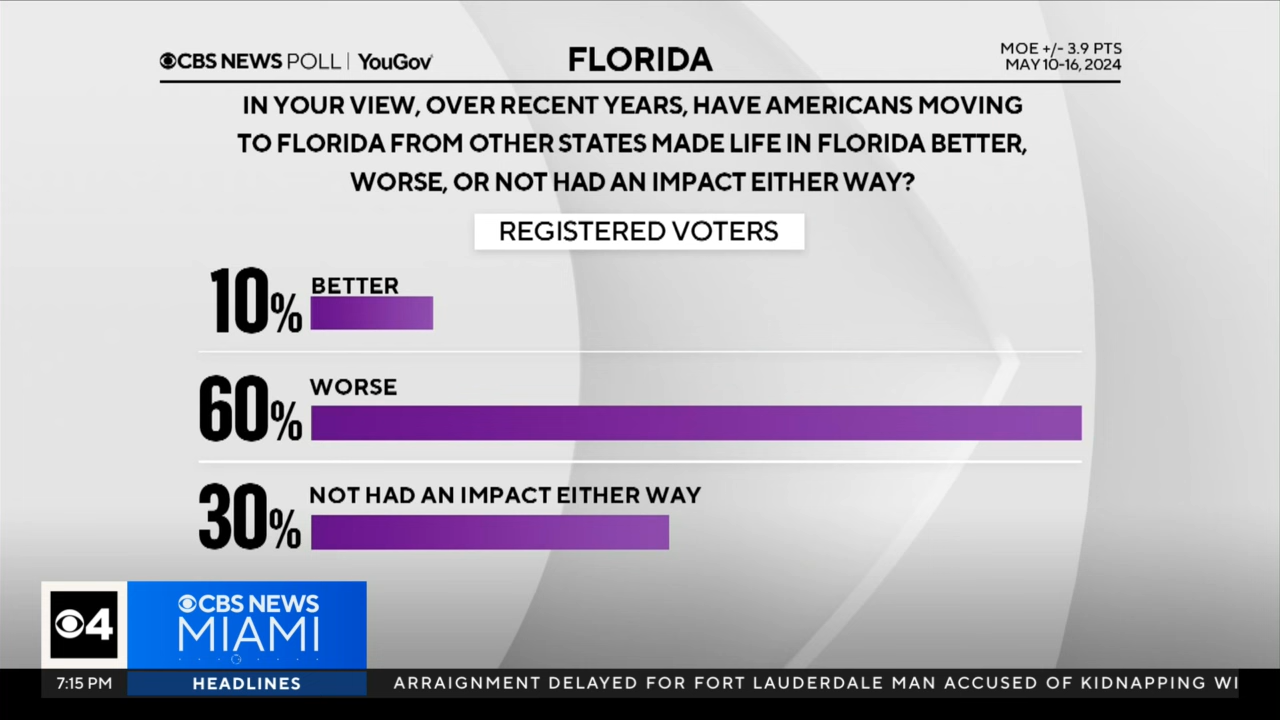 CBS NEWS POLL | YouGov
FLORIDA
MOE +/- 3.9 PTS
MAY 10-16, 2024
IN YOUR VIEW, OVER RECENT YEARS, HAVE AMERICANS MOVING
TO FLORIDA FROM OTHER STATES MADE LIFE IN FLORIDA BETTER,
WORSE, OR NOT HAD AN IMPACT EITHER WAY?
REGISTERED VOTERS
10% BETTER
60% WORSE
30% NOT HAD AN IMPACT EITHER WAY
4
CBS NEWS
MIAMI
7:15 PM
HEADLINES
ARRAIGNMENT DELAYED FOR FORT LAUDERDALE MAN ACCUSED OF KIDNAPPING WI